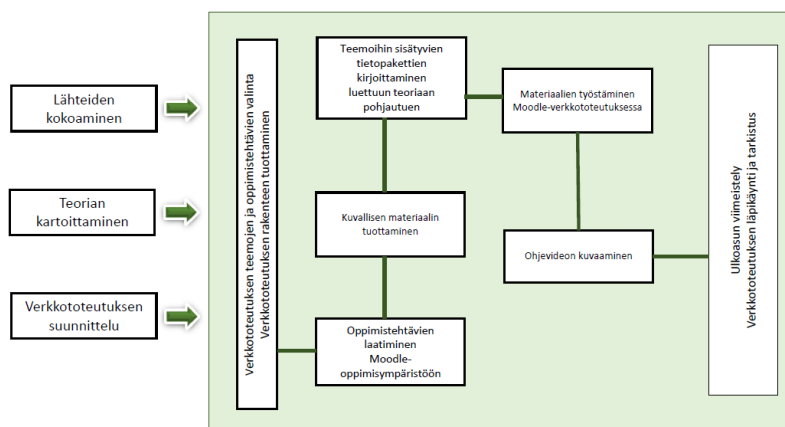 Lähteiden
kokoaminen
Teorian
kartoittaminen
Verkkototeutuksen
suunnittelu
Verkkototeutuksen teemojen ja oppimistehtävien valinta
Verkkototeutuksen rakenteen tuottaminen
Teemoihin sisätyvien
tietopakettien
kirjoittaminen
luettuun teoriaan
pohjautuen
Kuvallisen materiaalin
tuottaminen
Oppimistehtävien
laatiminen
Moodle-
oppimisympäristöön
Materiaalien työstäminen
Moodle-verkkototeutuksessa
Ohjevideon kuvaaminen
Ulkoasun viimeistely
Verkkototeutuksen läpikäynti ja tarkistus